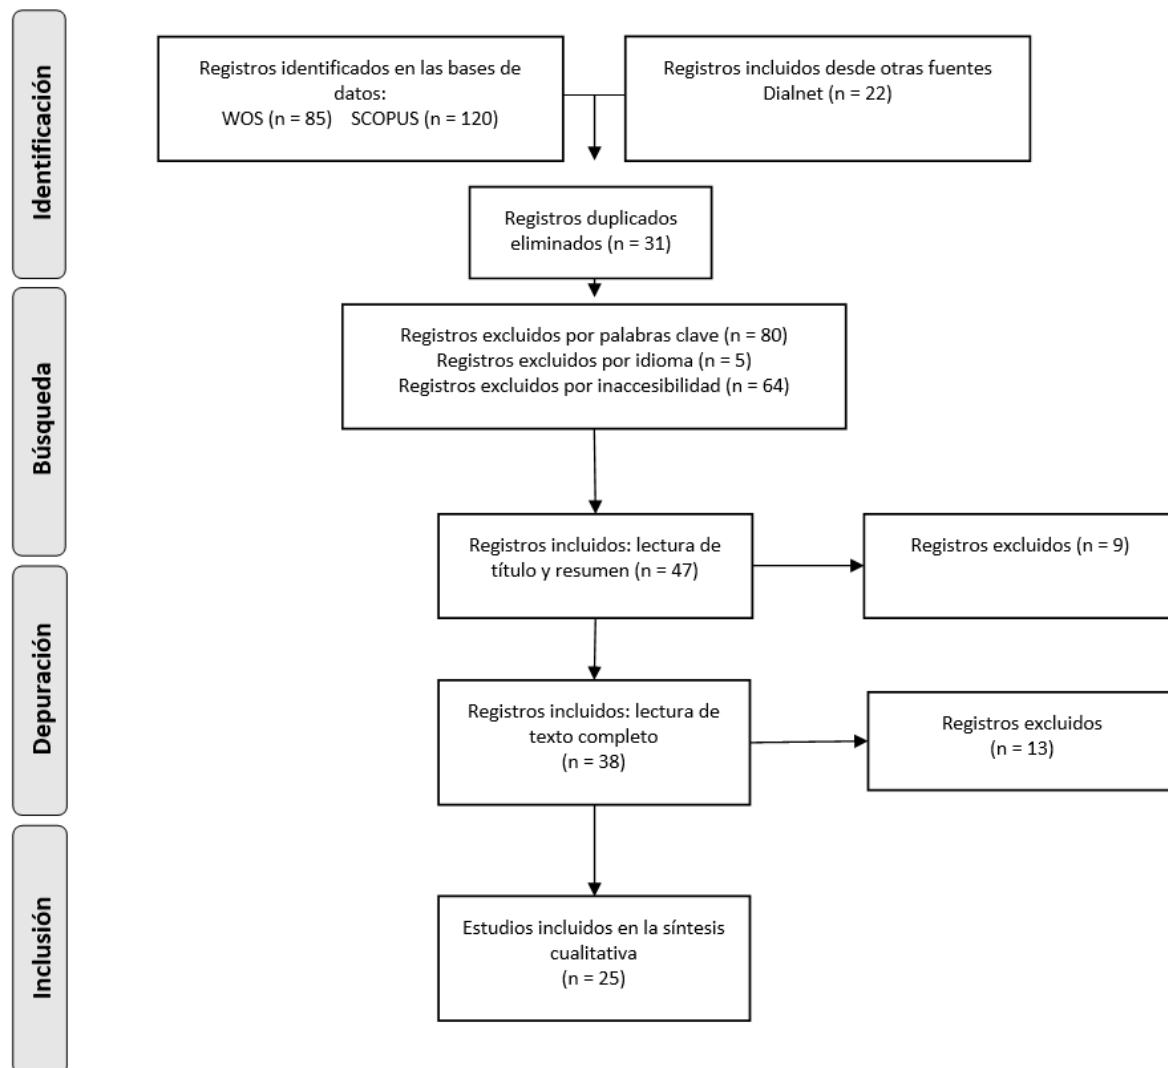 Identificación
Registros identificados en las bases de
datos:
WOS (n = 85) SCOPUS (n = 120)
Registros incluidos desde otras fuentes
Dialnet (n = 22)
Registros duplicados
eliminados (n = 31)
Búsqueda
Registros excluidos por palabras clave (n = 80)
Registros excluidos por idioma (n = 5)
Registros excluidos por inaccesibilidad (n = 64)
Registros incluidos: lectura de
título y resumen (n = 47)
Registros excluidos (n = 9)
Depuración
Registros incluidos: lectura de
texto completo
(n = 38)
Registros excluidos
(n = 13)
Inclusión
Estudios incluidos en la síntesis
cualitativa
(n = 25)